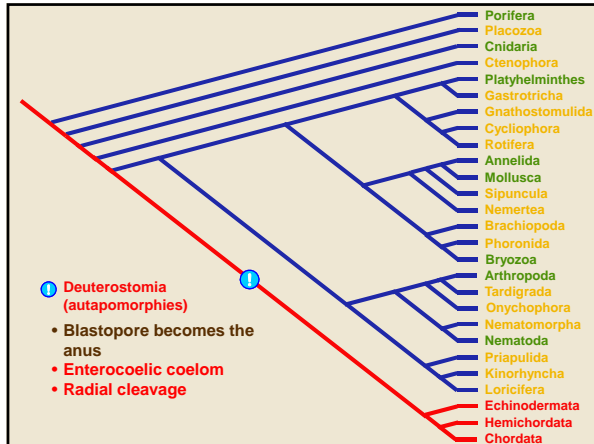 Porifera
Placozoa
Cnidaria
Ctenophora
Platyhelminthes
Gastrotricha
Gnathostomulida
Cycliophora
Rotifera
Annelida
Mollusca
Sipuncula
Nemertea
Brachiopoda
Phoronida
Bryozoa
Arthropoda
Tardigrada
Onychophora
Nematomorpha
Nematoda
Priapulida
Kinorhyncha
Loricifera
Echinodermata
Hemichordata
Chordata
!
! Deuterostomia
(autapomorphies)
• Blastopore becomes the
anus
• Enterocoelic coelom
• Radial cleavage